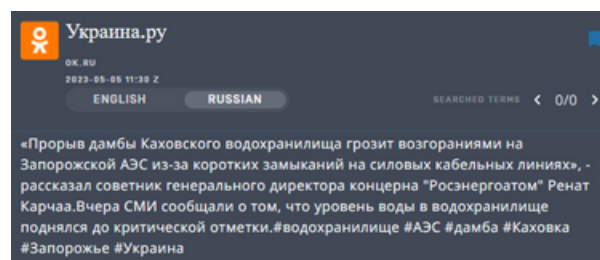 Украина.ру
OK.RU
2023-05-05 11:30 Z
ENGLISH RUSSIAN SEARCHED TERMS < 0/0 >
«Прорыв дамбы Каховского водохранилища грозит возгораниями на
Запорожской АЭС из-за коротких замыканий на силовых кабельных линиях», -
рассказал советник генерального директора концерна "Росэнергоатом" Ренат
Карчаа.Вчера СМИ сообщали о том, что уровень воды в водохранилище
поднялся до критической отметки.#водохранилище #АЭС #дамба #Каховка
#Запорожье #Украина